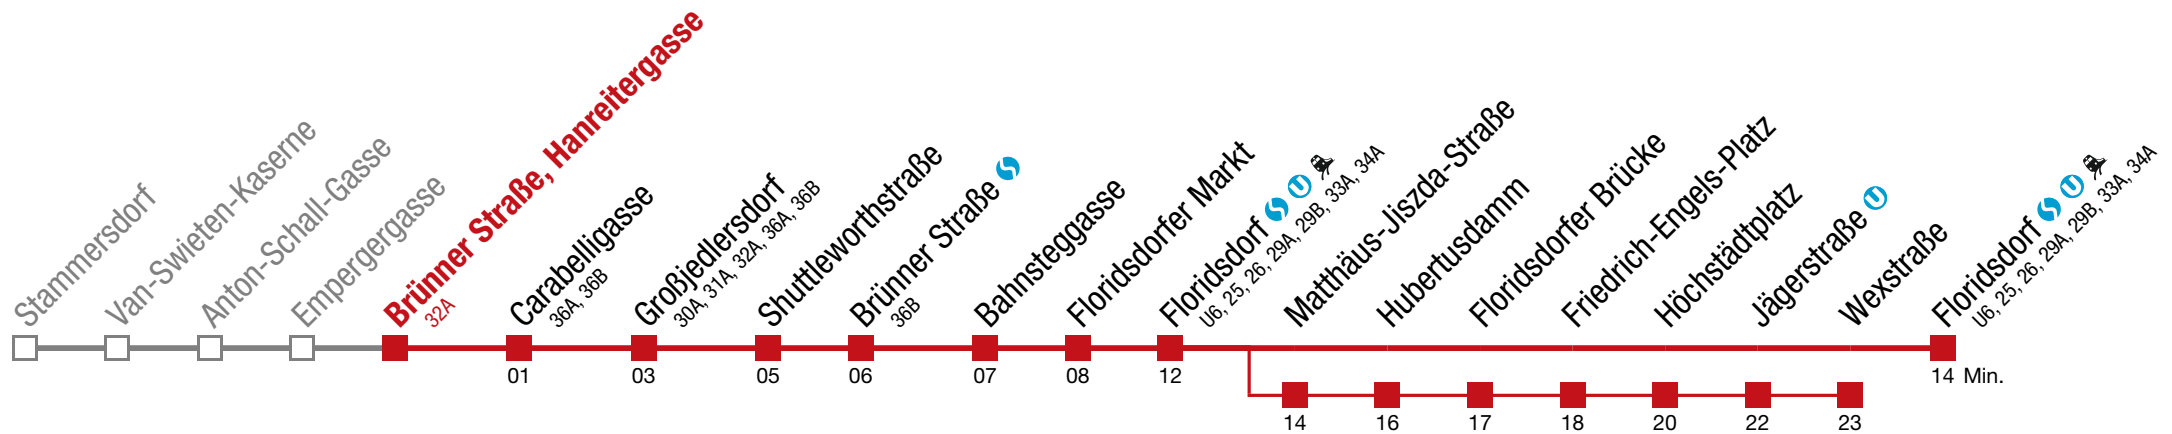 Stammersdorf
Van-Swieten-Kaserne
Anton-Schall-Gasse
Empergergasse
Brünner Straße, Hanreitergasse
32A
Carabelligasse
36A, 36B
Großjedlersdorf
30A, 31A, 32A, 36A, 36B
Shuttleworthstraße
Brünner Straße
36B
Bahnsteggasse
Floridsdorfer Markt
Floridsdorf U
U6, 25, 26, 29A, 29B, 33A, 34A
Matthäus-Jiszda-Straße
Hubertusdamm
Floridsdorfer Brücke
Friedrich-Engels-Platz
Höchstädtplatz
Jägerstraße U
Wexstraße
Floridsdorf U
U6, 25, 26, 29A, 29B, 33A, 34A
01 03 05 06 07 08 12 14 Min.
14 16 17 18 20 22 23